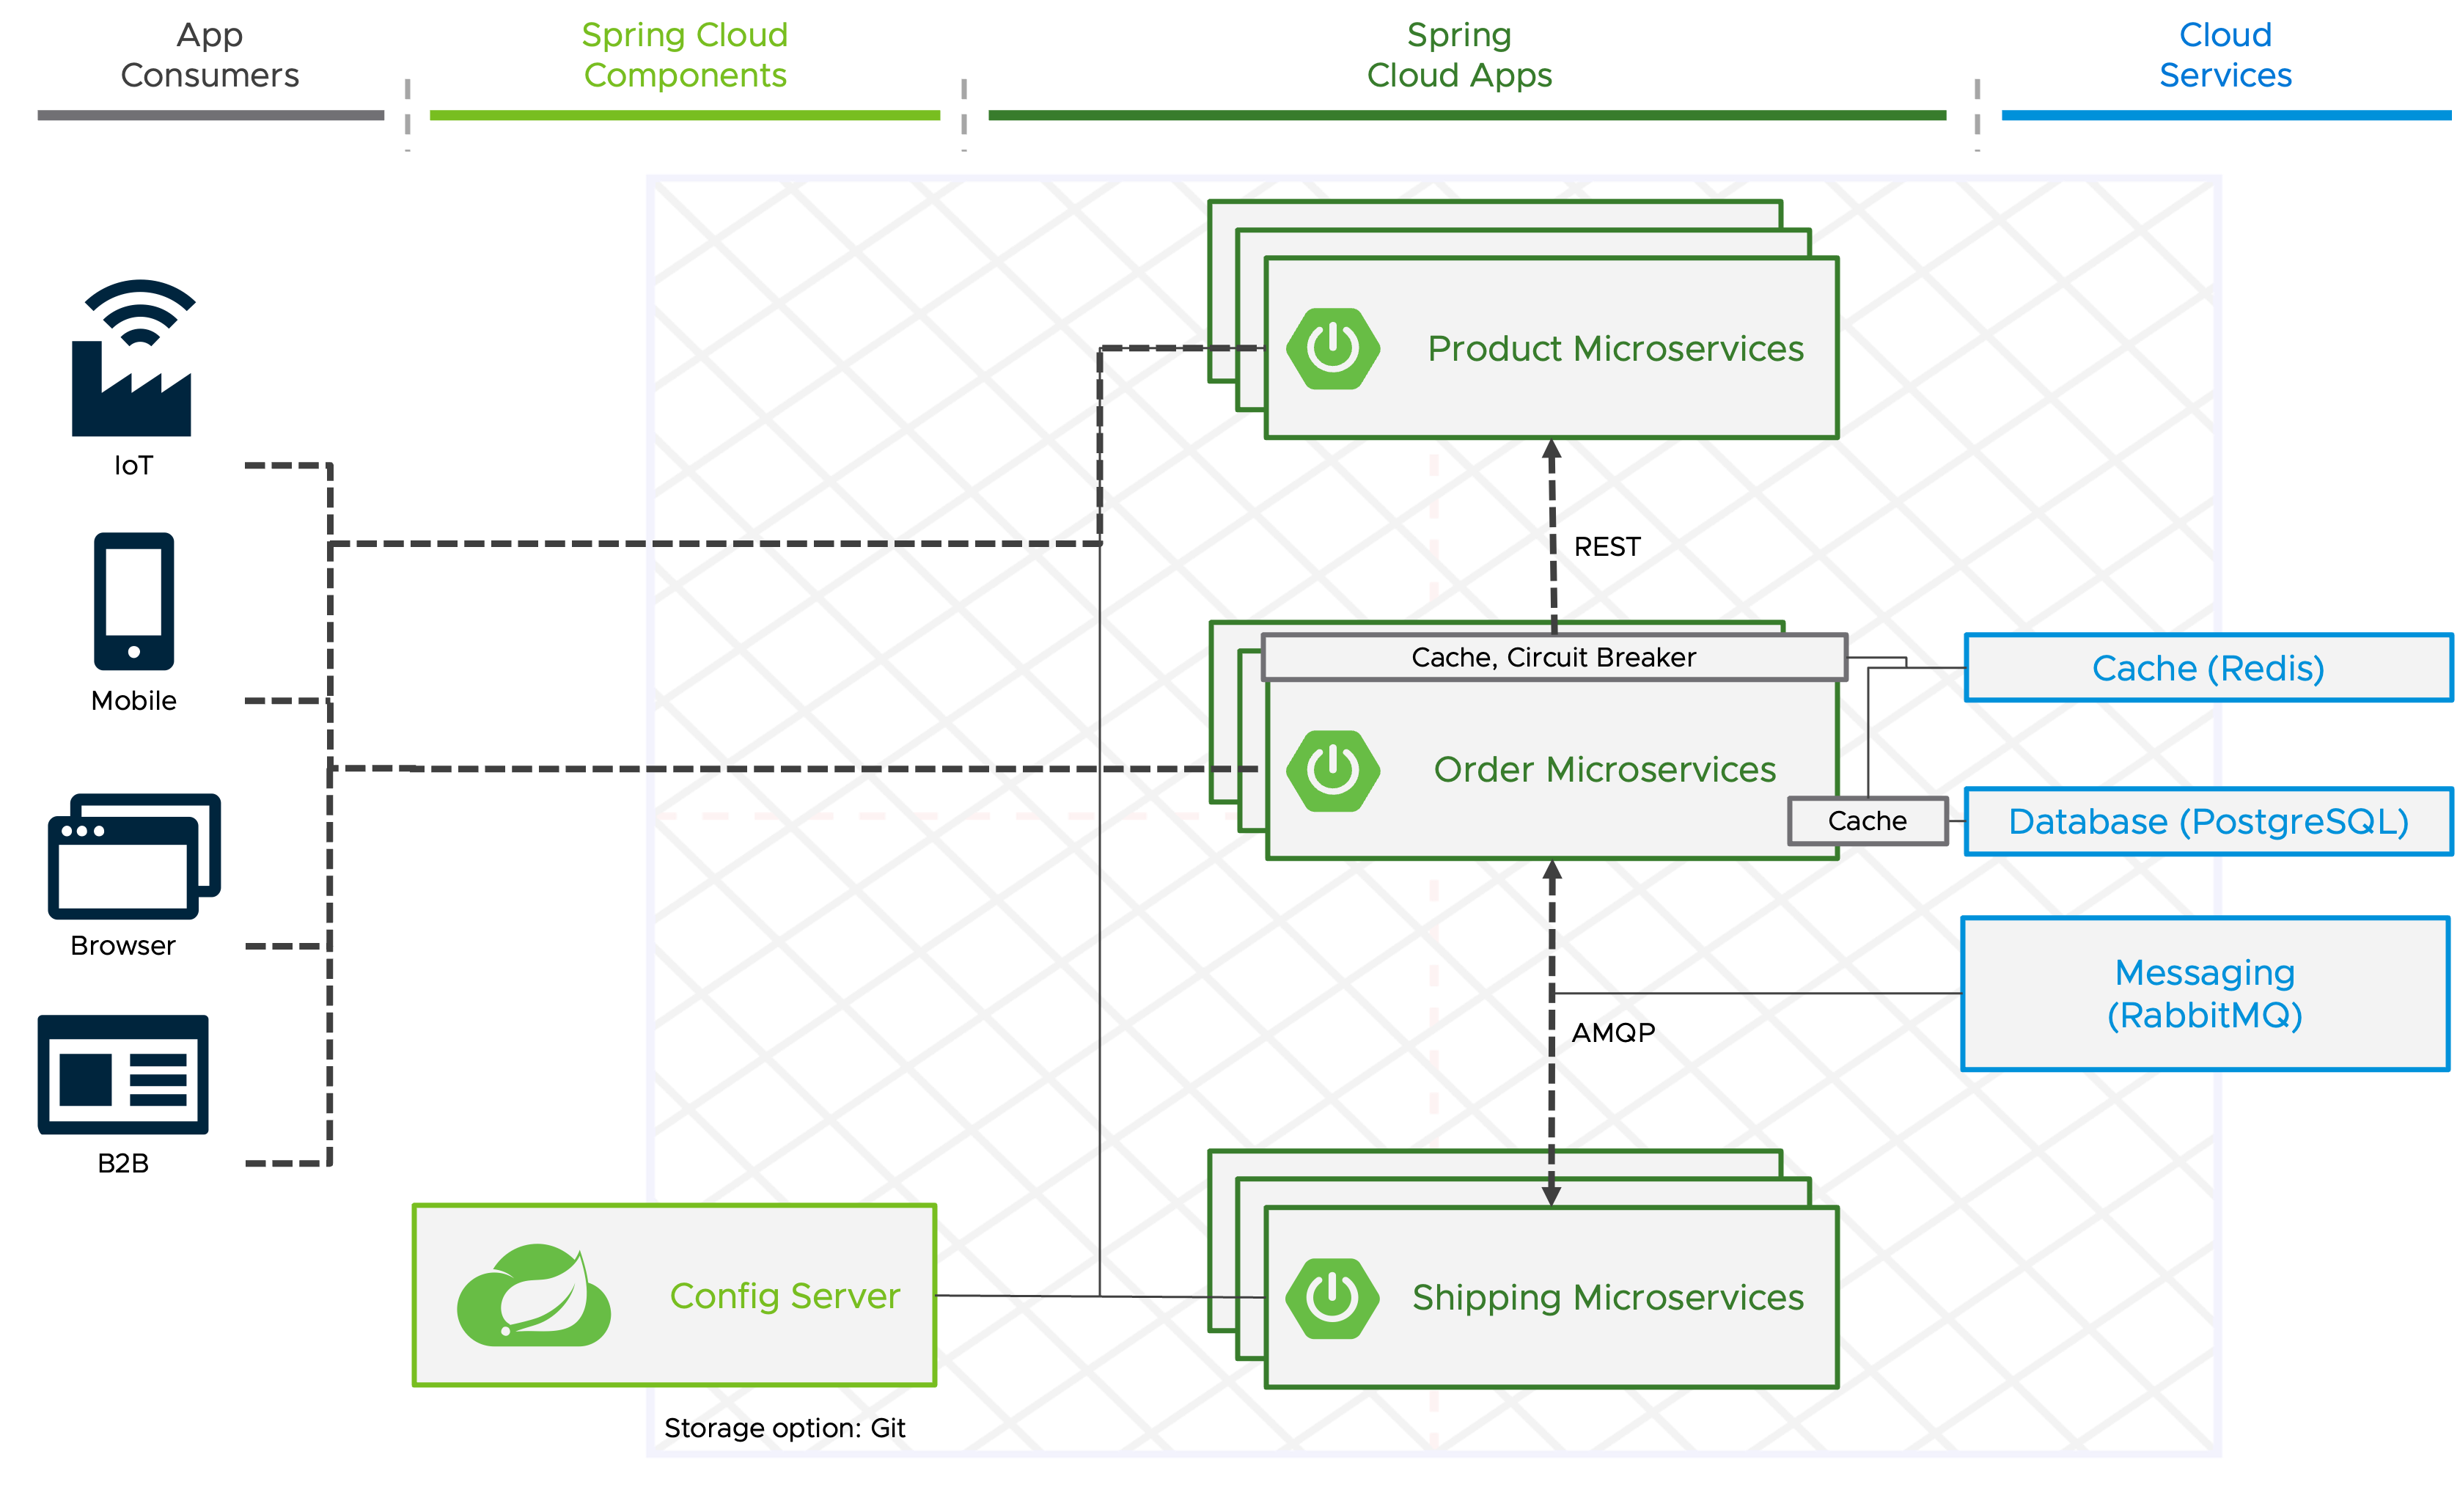 App
Consumers
Spring Cloud
Components
Spring
Cloud Apps
Cloud
Services
IoT
Mobile
Browser
B2B
Product Microservices
REST
Cache, Circuit Breaker
Order Microservices
Cache
Cache (Redis)
Database (PostgreSQL)
Messaging
(RabbitMQ)
AMQP
Config Server
Shipping Microservices
Storage option: Git